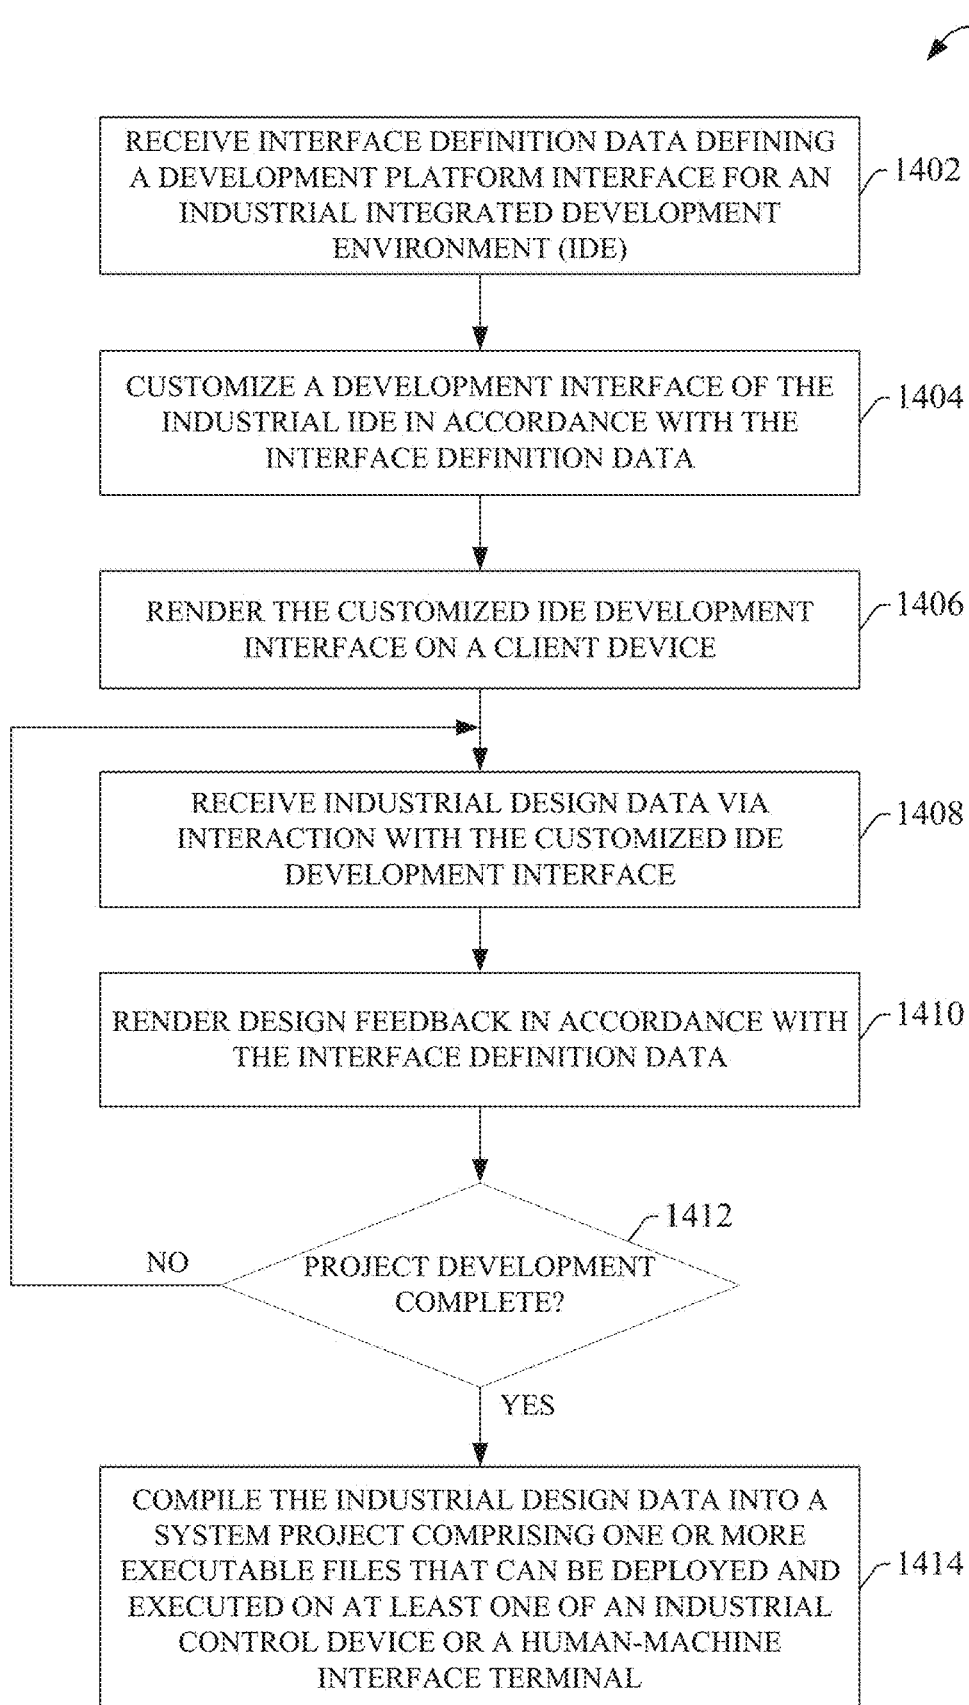 RECEIVE INTERFACE DEFINITION DATA DEFINING
A DEVELOPMENT PLATFORM INTERFACE FOR AN
INDUSTRIAL INTEGRATED DEVELOPMENT
ENVIRONMENT (IDE)
1402
CUSTOMIZE A DEVELOPMENT INTERFACE OF THE
INDUSTRIAL IDE IN ACCORDANCE WITH THE
INTERFACE DEFINITION DATA
1404
RENDER THE CUSTOMIZED IDE DEVELOPMENT
INTERFACE ON A CLIENT DEVICE
1406
RECEIVE INDUSTRIAL DESIGN DATA VIA
INTERACTION WITH THE CUSTOMIZED IDE
DEVELOPMENT INTERFACE
1408
RENDER DESIGN FEEDBACK IN ACCORDANCE WITH
THE INTERFACE DEFINITION DATA
1410
1412
NO
PROJECT DEVELOPMENT
COMPLETE?
YES
COMPILE THE INDUSTRIAL DESIGN DATA INTO A
SYSTEM PROJECT COMPRISING ONE OR MORE
EXECUTABLE FILES THAT CAN BE DEPLOYED AND
EXECUTED ON AT LEAST ONE OF AN INDUSTRIAL
CONTROL DEVICE OR A HUMAN-MACHINE
INTERFACE TERMINAL
1414